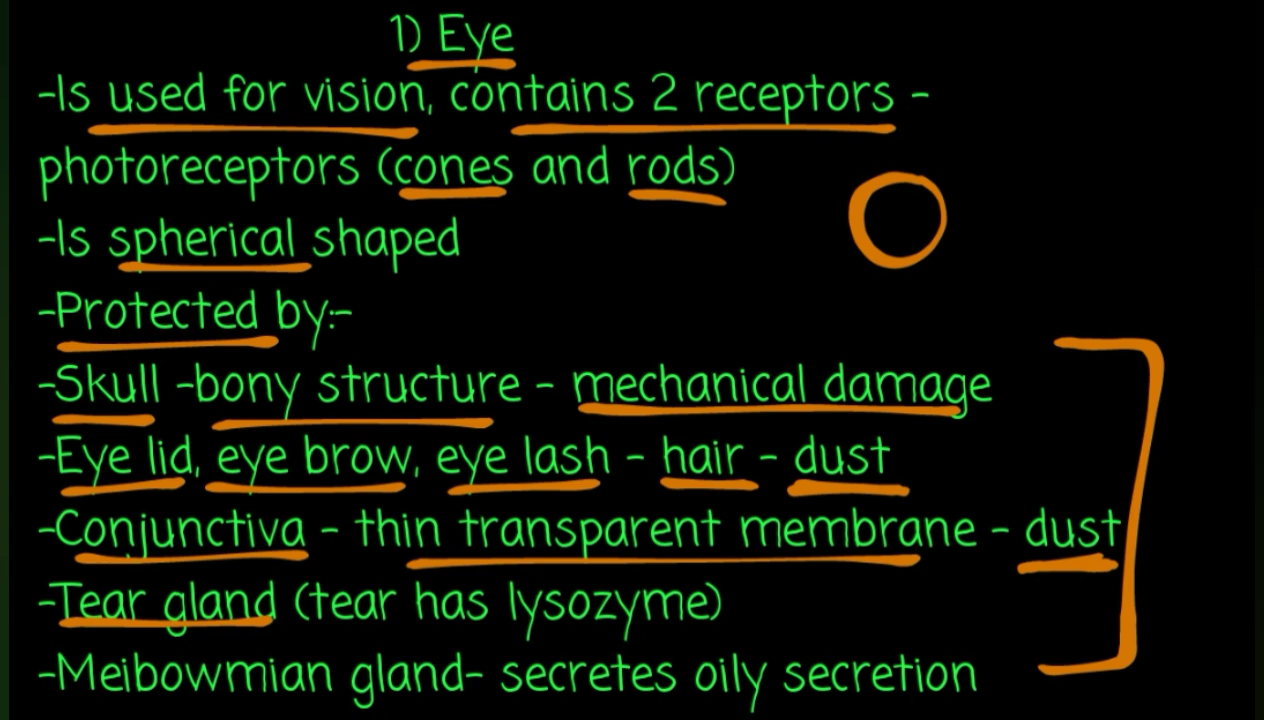 1) Eye
-Is used for vision, contains 2 receptors -
photoreceptors (cones and rods)
-Is spherical shaped
-Protected by:-
-Skull -bony structure - mechanical damage
-Eye lid, eye brow, eye lash - hair - dust
-Conjunctiva - thin transparent membrane - dust
-Tear gland (tear has lysozyme)
-Meibowmian gland- secretes oily secretion